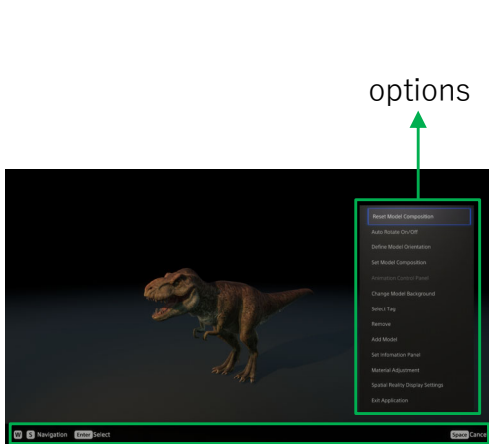 options
Reset Model Composition
Auto Rotate On/Off
Define Model Orientation
Set Model Composition
Animation Control Panel
Change Model Background
Select Tag
Remove
Add Model
Set Infomation Panel
Material Adjustment
Spatial Reality Display Settings
Exit Application
W S Navigation Enter Select Space Cance